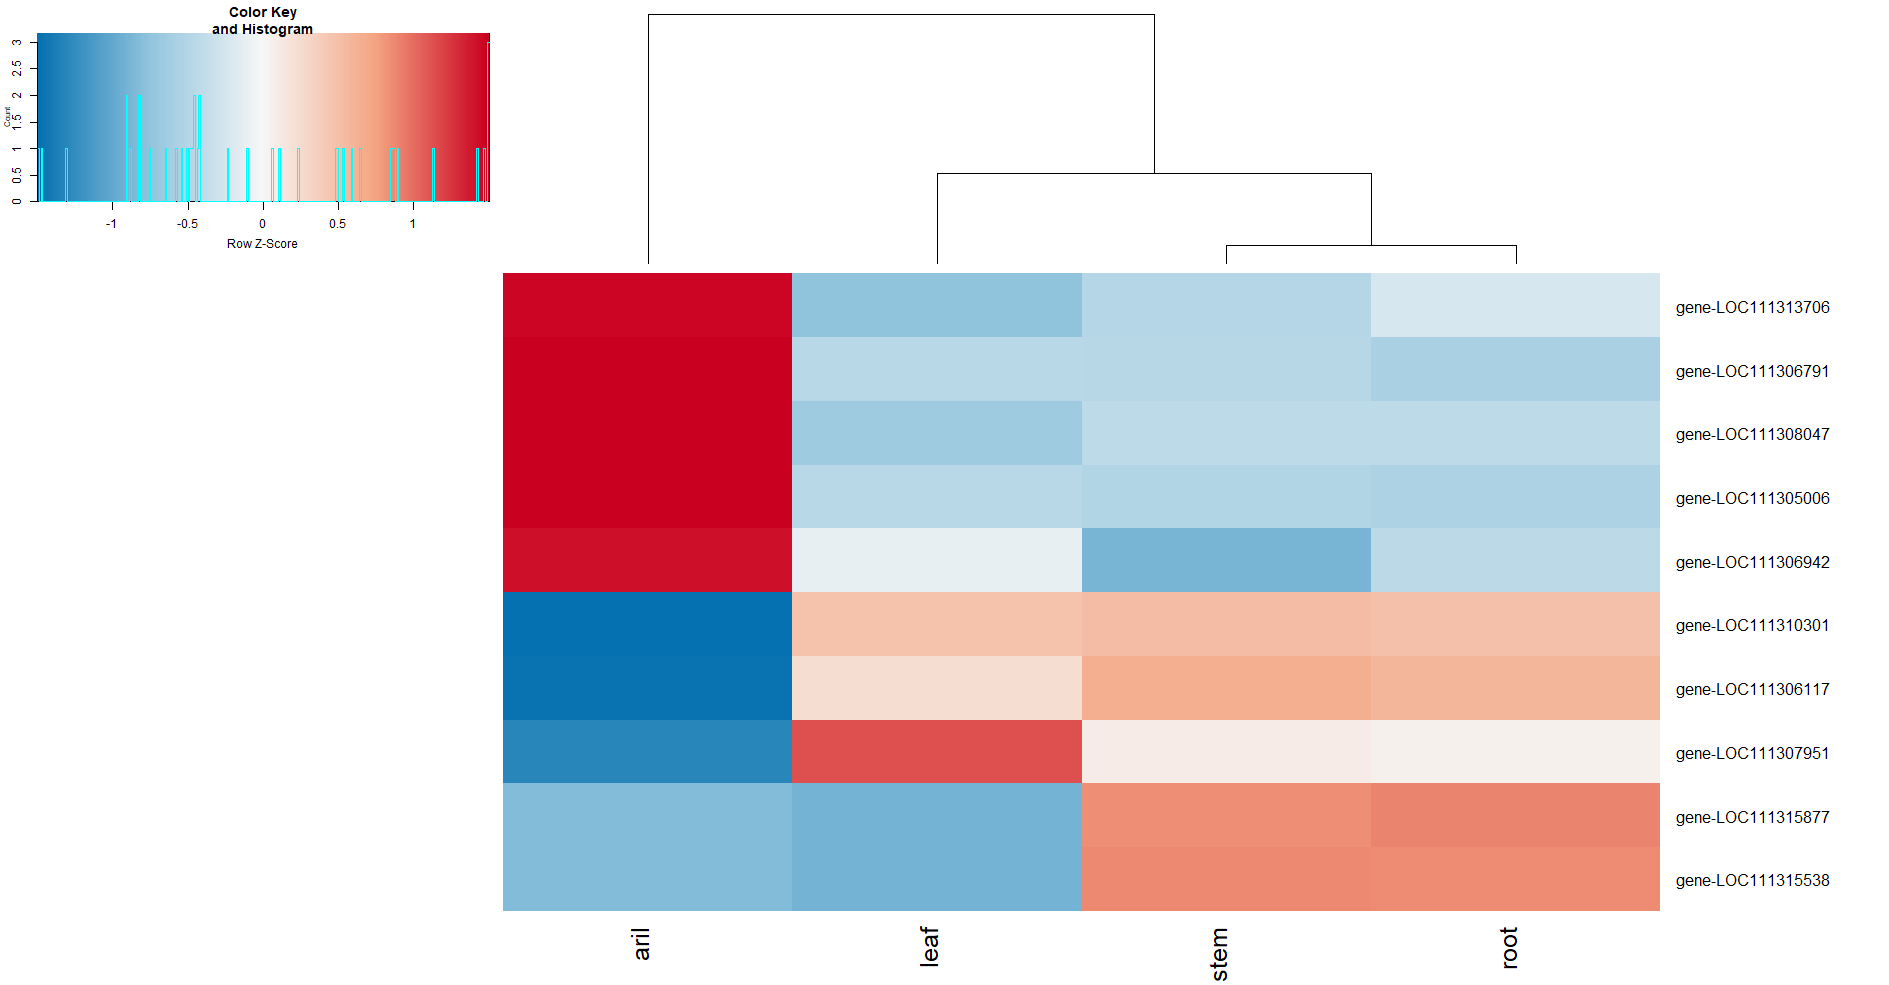 Color Key
and Histogram
3
2.5
2
1.5
1
0.5
0
Count
-1
-0.5
0
0.5
1
Row Z-Score
gene-LOC111313706
gene-LOC111306791
gene-LOC111308047
gene-LOC111305006
gene-LOC111306942
gene-LOC111310301
gene-LOC111306117
gene-LOC111307951
gene-LOC111315877
gene-LOC111315538
aril
leaf
stem
root